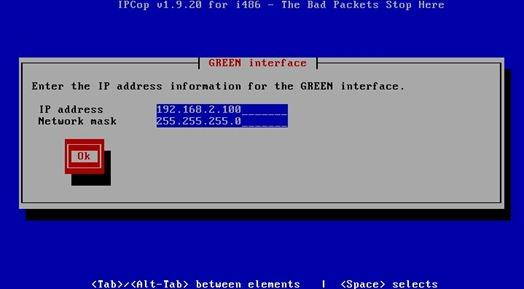 IPCop v1.9.20 for i486 - The Bad Packets Stop Here
GREEN interface
Enter the IP address information for the GREEN interface.
IP address 192.168.2.100_______
Network mask 255.255.255.0_______
Ok
<Tab>/<Alt-Tab> between elements | <Space> selects